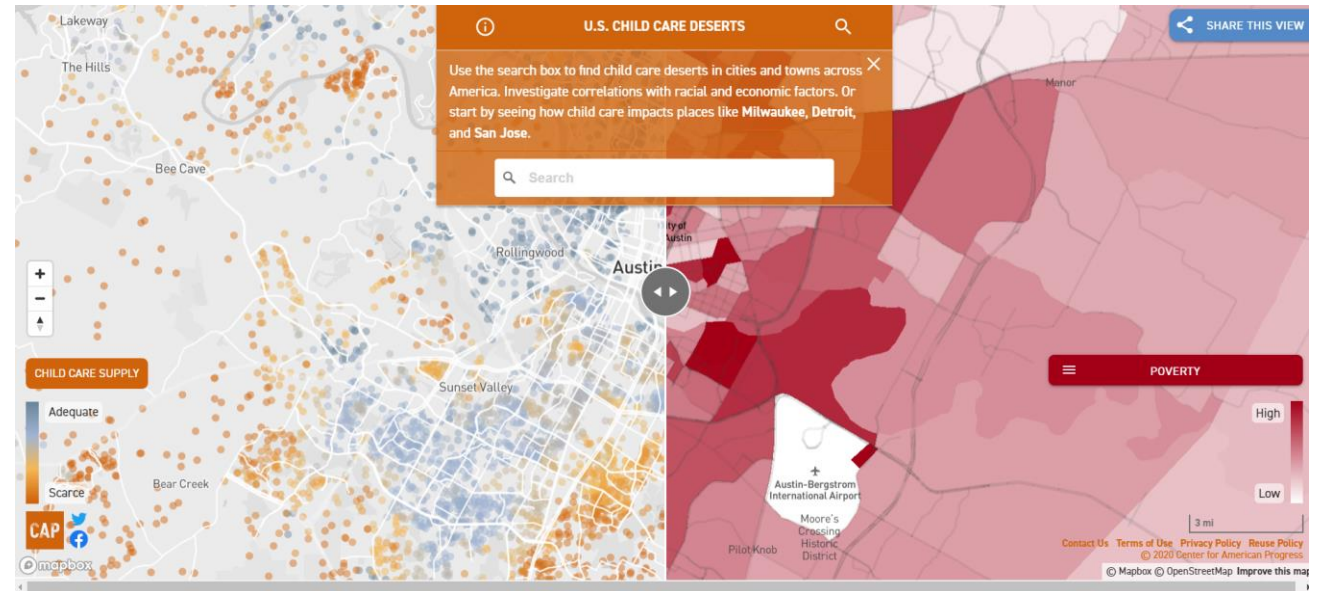 Lakeway
The Hills
Bee Cave
Rollingwood
Austin
Sunset Valley
Bear Creek
U.S. CHILD CARE DESERTS
Use the search box to find child care deserts in cities and towns across
America. Investigate correlations with racial and economic factors. Or
start by seeing how child care impacts places like Milwaukee, Detroit,
and San Jose.
Search
SHARE THIS VIEW
Manor
Austin
CHILD CARE SUPPLY
Adequate
Scarce
CAP
mapbox
POVERTY
High
Low
Austin-Bergstrom
International Airport
Moore's
Crossing
Historic
District
Pilot Knob
3 mi
Contact Us Terms of Use Privacy Policy Reuse Policy
© 2020 Center for American Progress
© Mapbox © OpenStreetMap Improve this map